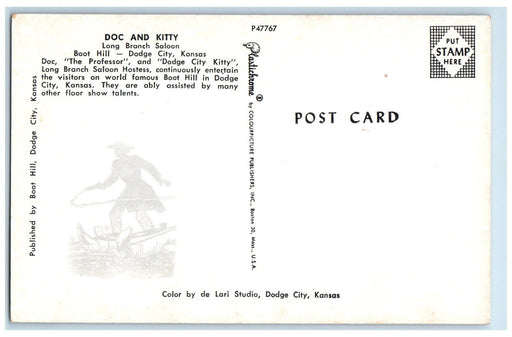 DOC AND KITTY
Long Branch Saloon
Boot Hill — Dodge City, Kansas
Doc, "The Professor", and "Dodge City Kitty",
Long Branch Saloon Hostess, continuously entertain
the visitors on world famous Boot Hill in Dodge
City, Kansas. They are ably assisted by many
other floor show talents.
Published by Boot Hill, Dodge City, Kansas
P47767
Plastichrome ® by COLOURPICTURE PUBLISHERS, INC., Boston 30, Mass., U.S.A.
PUT
STAMP
HERE
POST CARD
Color by de Lari Studio, Dodge City, Kansas